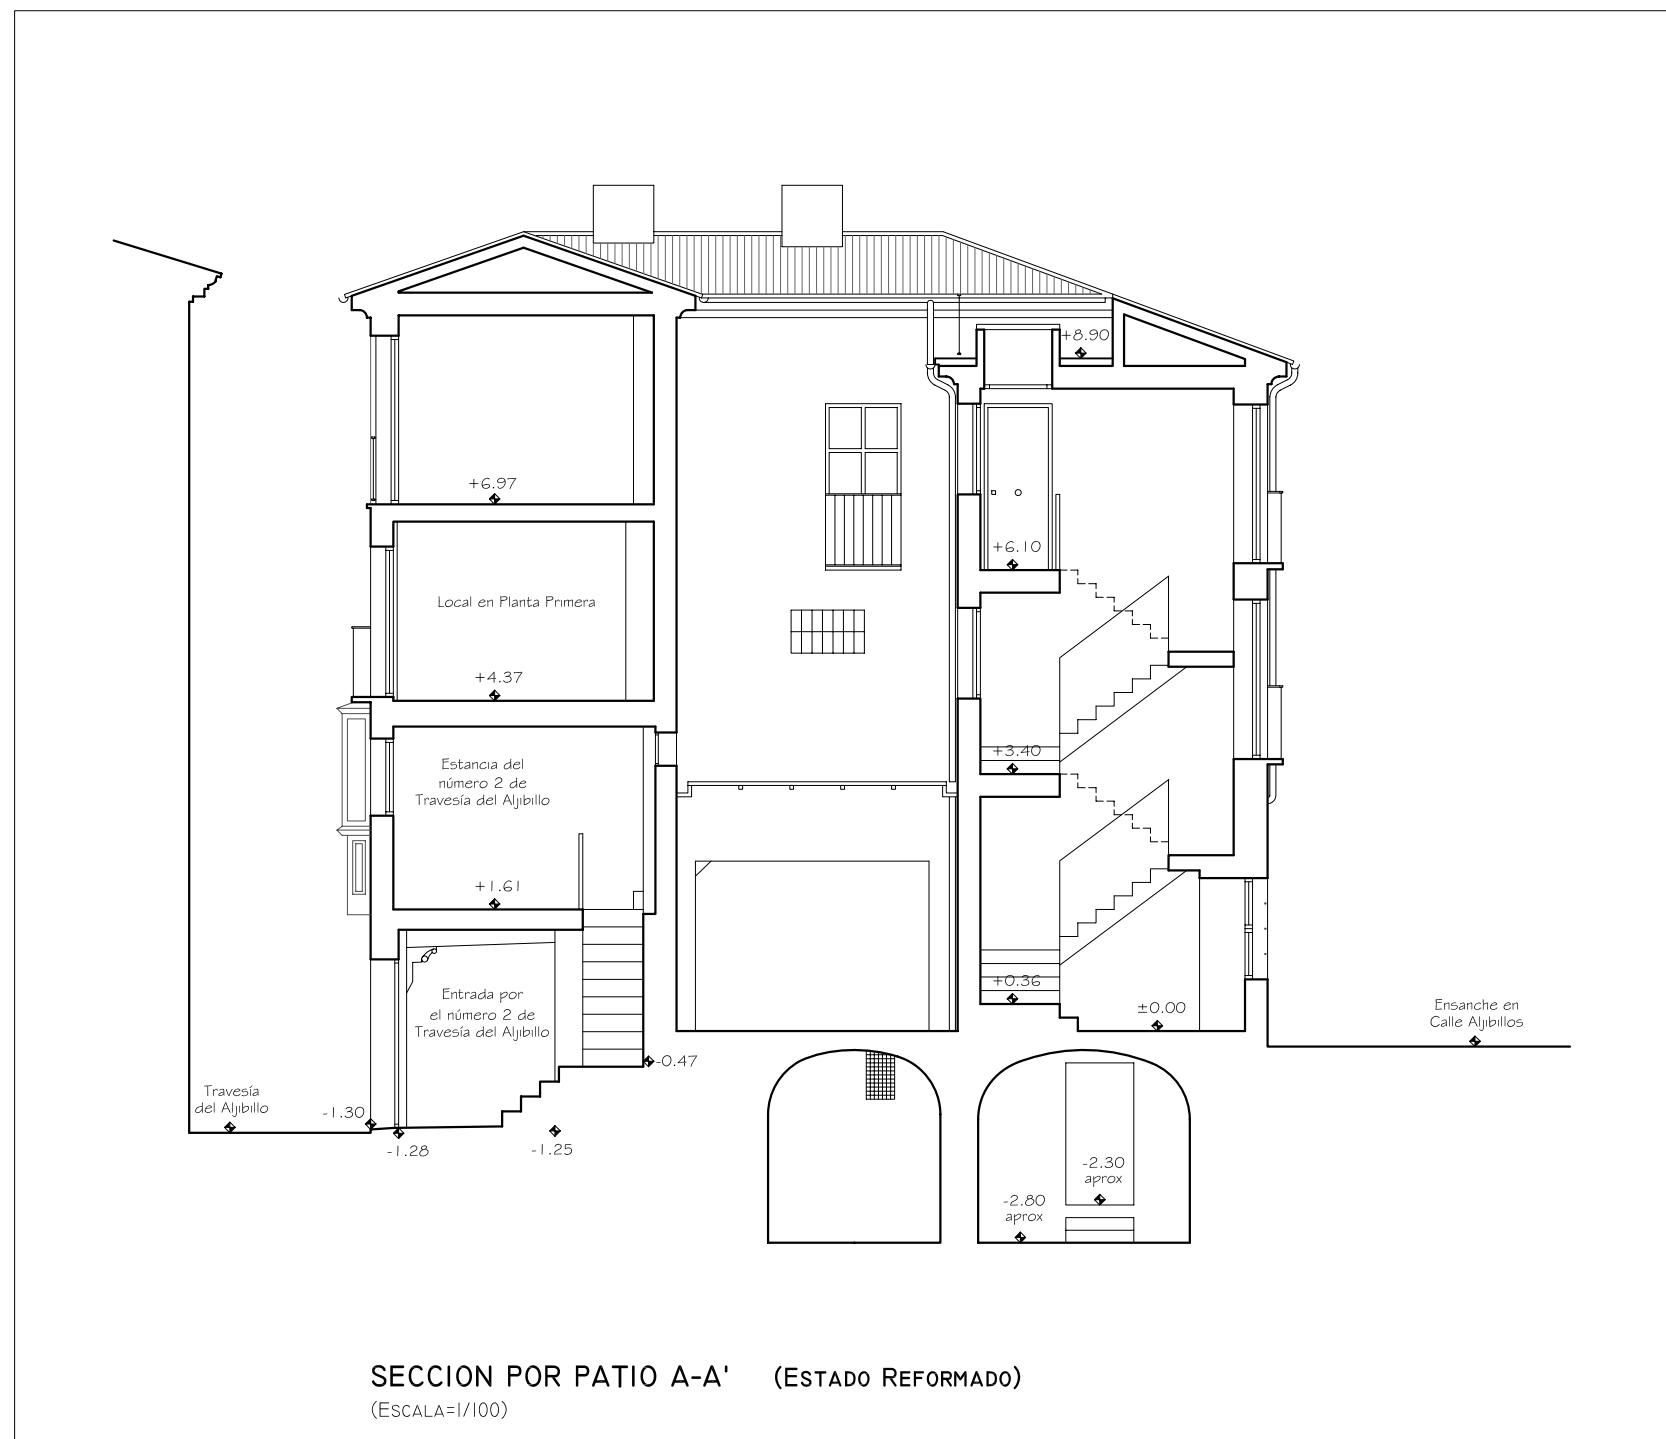 +8.90
+6.97
+6.10
Local en Planta Primera
+4.37
+3.40
Estancia del
número 2 de
Travesía del Aljibillo
+1.61
+0.36
±0.00
Entrada por
el número 2 de
Travesía del Aljibillo
Ensanche en
Calle Aljibillos
-0.47
Travesía
del Aljibillo
-1.30
-1.28
-1.25
-2.30
aprox
-2.80
aprox
SECCION POR PATIO A-A' (ESTADO REFORMADO)
(ESCALA=1/100)